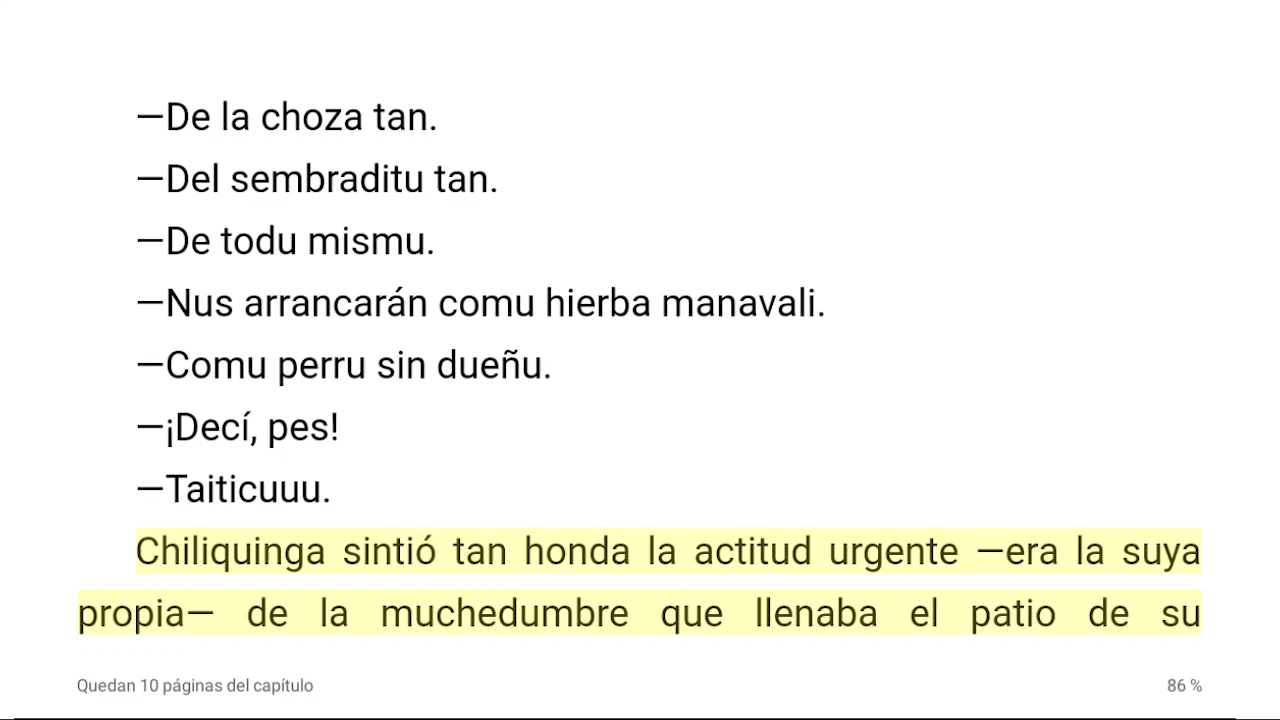 —De la choza tan.
—Del sembraditu tan.
—De todu mismu.
—Nus arrancarán comu hierba manavali.
—Comu perru sin dueñu.
—¡Decí, pes!
—Taiticuuu.
Chiliquinga sintió tan honda la actitud urgente —era la suya
propia— de la muchedumbre que llenaba el patio de su
Quedan 10 páginas del capítulo
86 %